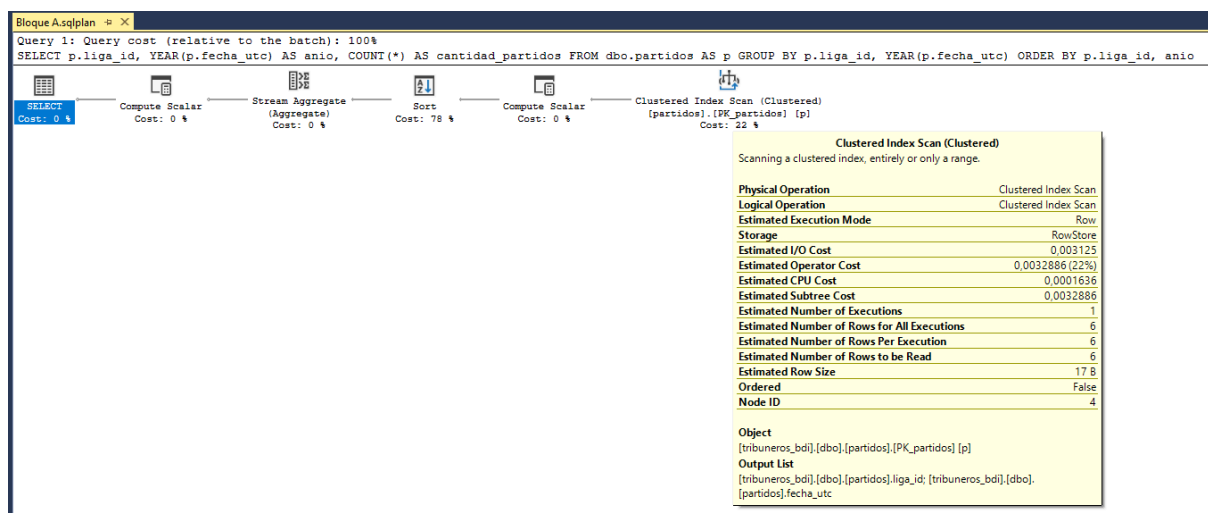 Bloque A.sqlplan
Query 1: Query cost (relative to the batch): 100%
SELECT p.liga_id, YEAR(p.fecha_utc) AS anio, COUNT(*) AS cantidad_partidos FROM dbo.partidos AS p GROUP BY p.liga_id, YEAR(p.fecha_utc) ORDER BY p.liga_id, anio
SELECT
Cost: 0 %
Compute Scalar
Cost: 0 %
Stream Aggregate
(Aggregate)
Cost: 0 %
Sort
Cost: 78 %
Compute Scalar
Cost: 0 %
Clustered Index Scan (Clustered)
[partidos].[PK_partidos] [p]
Cost: 22 %
Clustered Index Scan (Clustered)
Scanning a clustered index, entirely or only a range.
Physical Operation Clustered Index Scan
Logical Operation Clustered Index Scan
Estimated Execution Mode Row
Storage RowStore
Estimated I/O Cost 0,003125
Estimated Operator Cost 0,0032886 (22%)
Estimated CPU Cost 0,0001636
Estimated Subtree Cost 0,0032886
Estimated Number of Executions 1
Estimated Number of Rows for All Executions 6
Estimated Number of Rows Per Execution 6
Estimated Number of Rows to be Read 6
Estimated Row Size 17 B
Ordered False
Node ID 4
Object
[tribuneros_bdi].[dbo].[partidos].[PK_partidos] [p]
Output List
[tribuneros_bdi].[dbo].[partidos].liga_id; [tribuneros_bdi].[dbo].
[partidos].fecha_utc